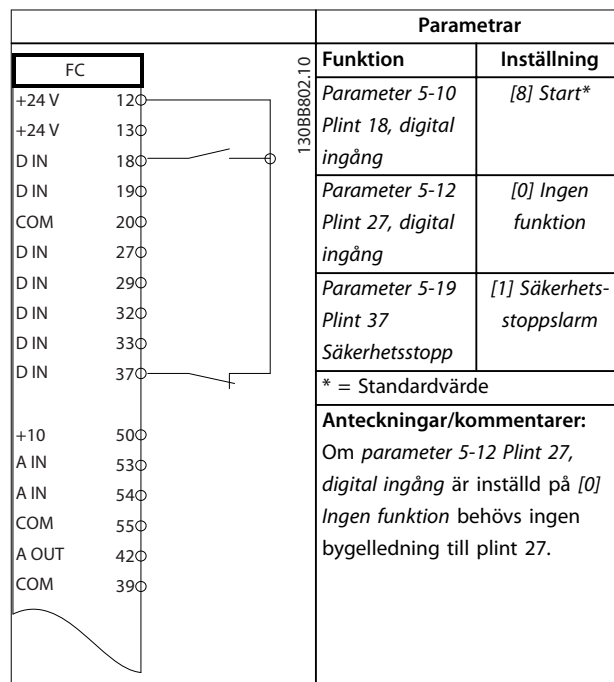 FC
+24 V 12
+24 V 13
D IN 18
D IN 19
COM 20
D IN 27
D IN 29
D IN 32
D IN 33
D IN 37
+10 50
A IN 53
A IN 54
COM 55
A OUT 42
COM 39
130BB802.10
Parametrar
Funktion Inställning
Parameter 5-10 [8] Start*
Plint 18, digital
ingång
Parameter 5-12 [0] Ingen
Plint 27, digital funktion
ingång
Parameter 5-19 [1] Säkerhets-
Plint 37 stoppslarm
Säkerhetsstopp
* = Standardvärde
Anteckningar/kommentarer:
Om parameter 5-12 Plint 27,
digital ingång är inställd på [0]
Ingen funktion behövs ingen
bygelledning till plint 27.